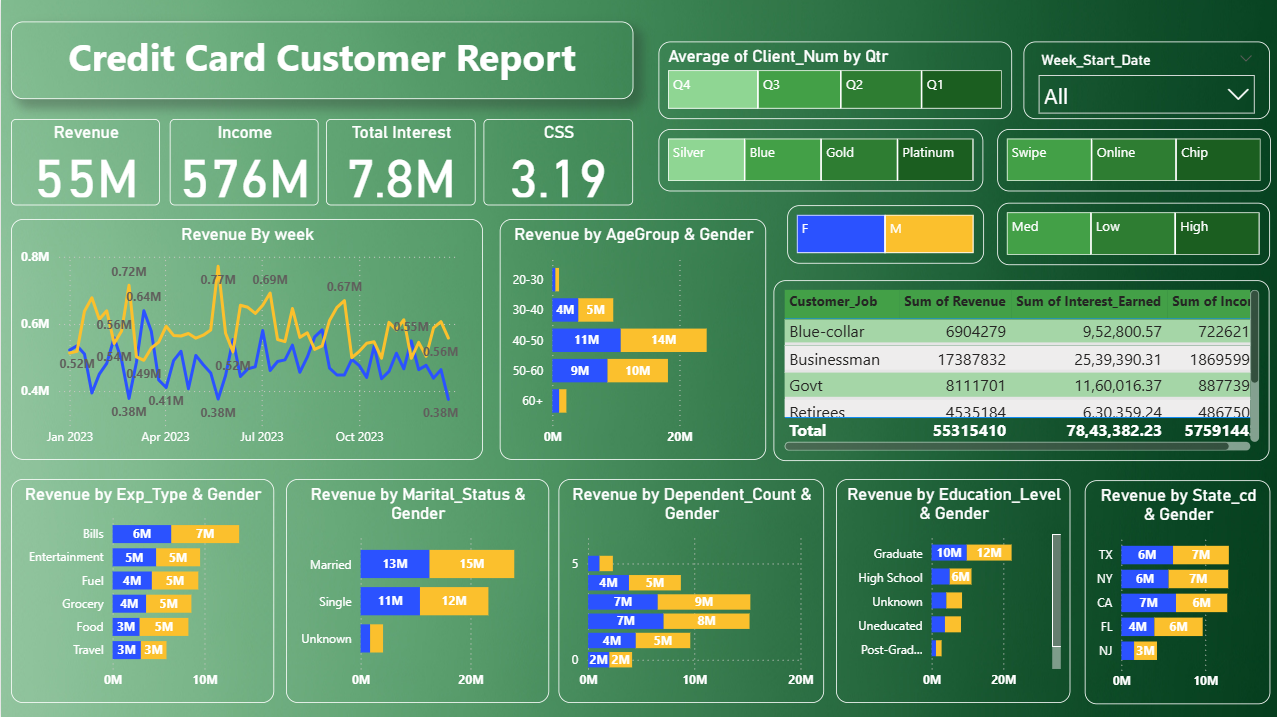 Credit Card Customer Report
Average of Client_Num by Qtr
Q4 Q3 Q2 Q1
Week_Start_Date
All
Revenue
55M
Income
576M
Total Interest
7.8M
CSS
3.19
Silver Blue Gold Platinum
Swipe Online Chip
F M
Med Low High
Revenue By week
0.8M
0.6M
0.4M
0.72M
0.77M
0.69M
0.67M
0.64M
0.56M
0.55M
0.52M
0.54M
0.49M
0.52M
0.56M
0.38M
0.41M
0.38M
0.38M
Jan 2023 Apr 2023 Jul 2023 Oct 2023
Revenue by AgeGroup & Gender
20-30
30-40 4M 5M
40-50 11M 14M
50-60 9M 10M
60+
0M 20M
Customer_Job Sum of Revenue Sum of Interest_Earned Sum of Incor
Blue-collar 6904279 9,52,800.57 722621
Businessman 17387832 25,39,390.31 1869599
Govt 8111701 11,60,016.37 887739
Retirees 4535184 6,30,359.24 486750
Total 55315410 78,43,382.23 5759144
Revenue by Exp_Type & Gender
Bills 6M 7M
Entertainment 5M 5M
Fuel 4M 5M
Grocery 4M 5M
Food 3M 5M
Travel 3M 3M
0M 10M
Revenue by Marital_Status &
Gender
Married 13M 15M
Single 11M 12M
Unknown
0M 20M
Revenue by Dependent_Count &
Gender
5
4M 5M
7M 9M
7M 8M
4M 5M
0 2M 2M
0M 10M 20M
Revenue by Education_Level
& Gender
Graduate 10M 12M
High School 6M
Unknown
Uneducated
Post-Grad...
0M 20M
Revenue by State_cd
& Gender
TX 6M 7M
NY 6M 7M
CA 7M 6M
FL 4M 6M
NJ 3M
0M 10M